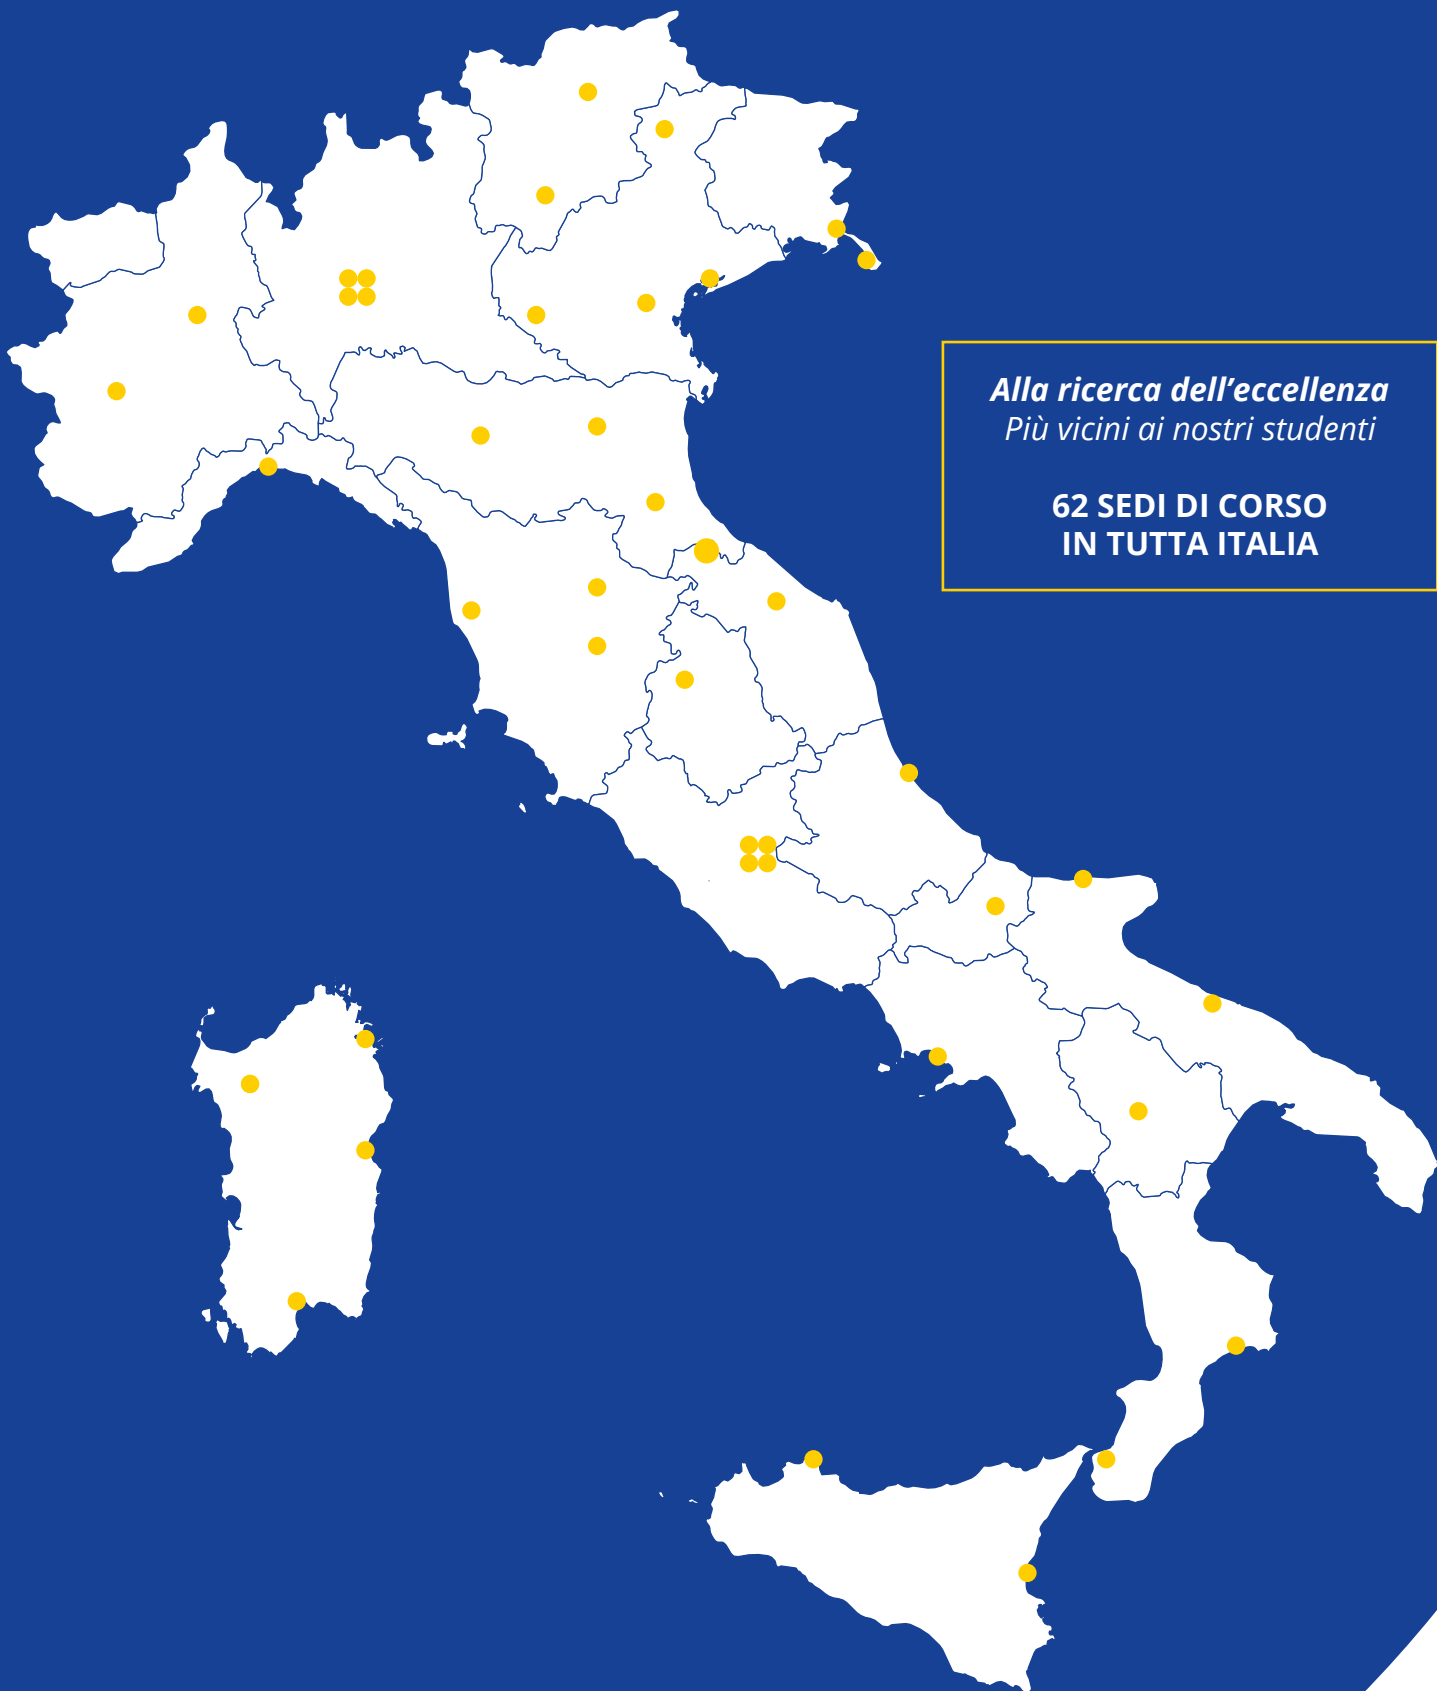 Alla ricerca dell’eccellenza
Più vicini ai nostri studenti
62 SEDI DI CORSO
IN TUTTA ITALIA